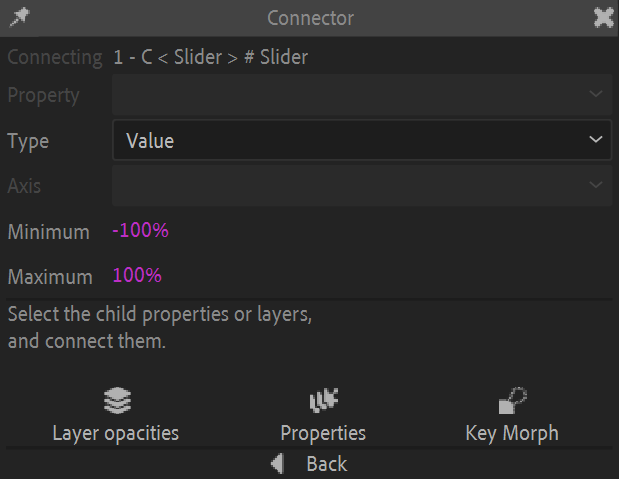 Connector
Connecting 1 - C < Slider > # Slider
Property
Type Value
Axis
Minimum -100%
Maximum 100%
Select the child properties or layers,
and connect them.
Layer opacities Properties Key Morph
Back